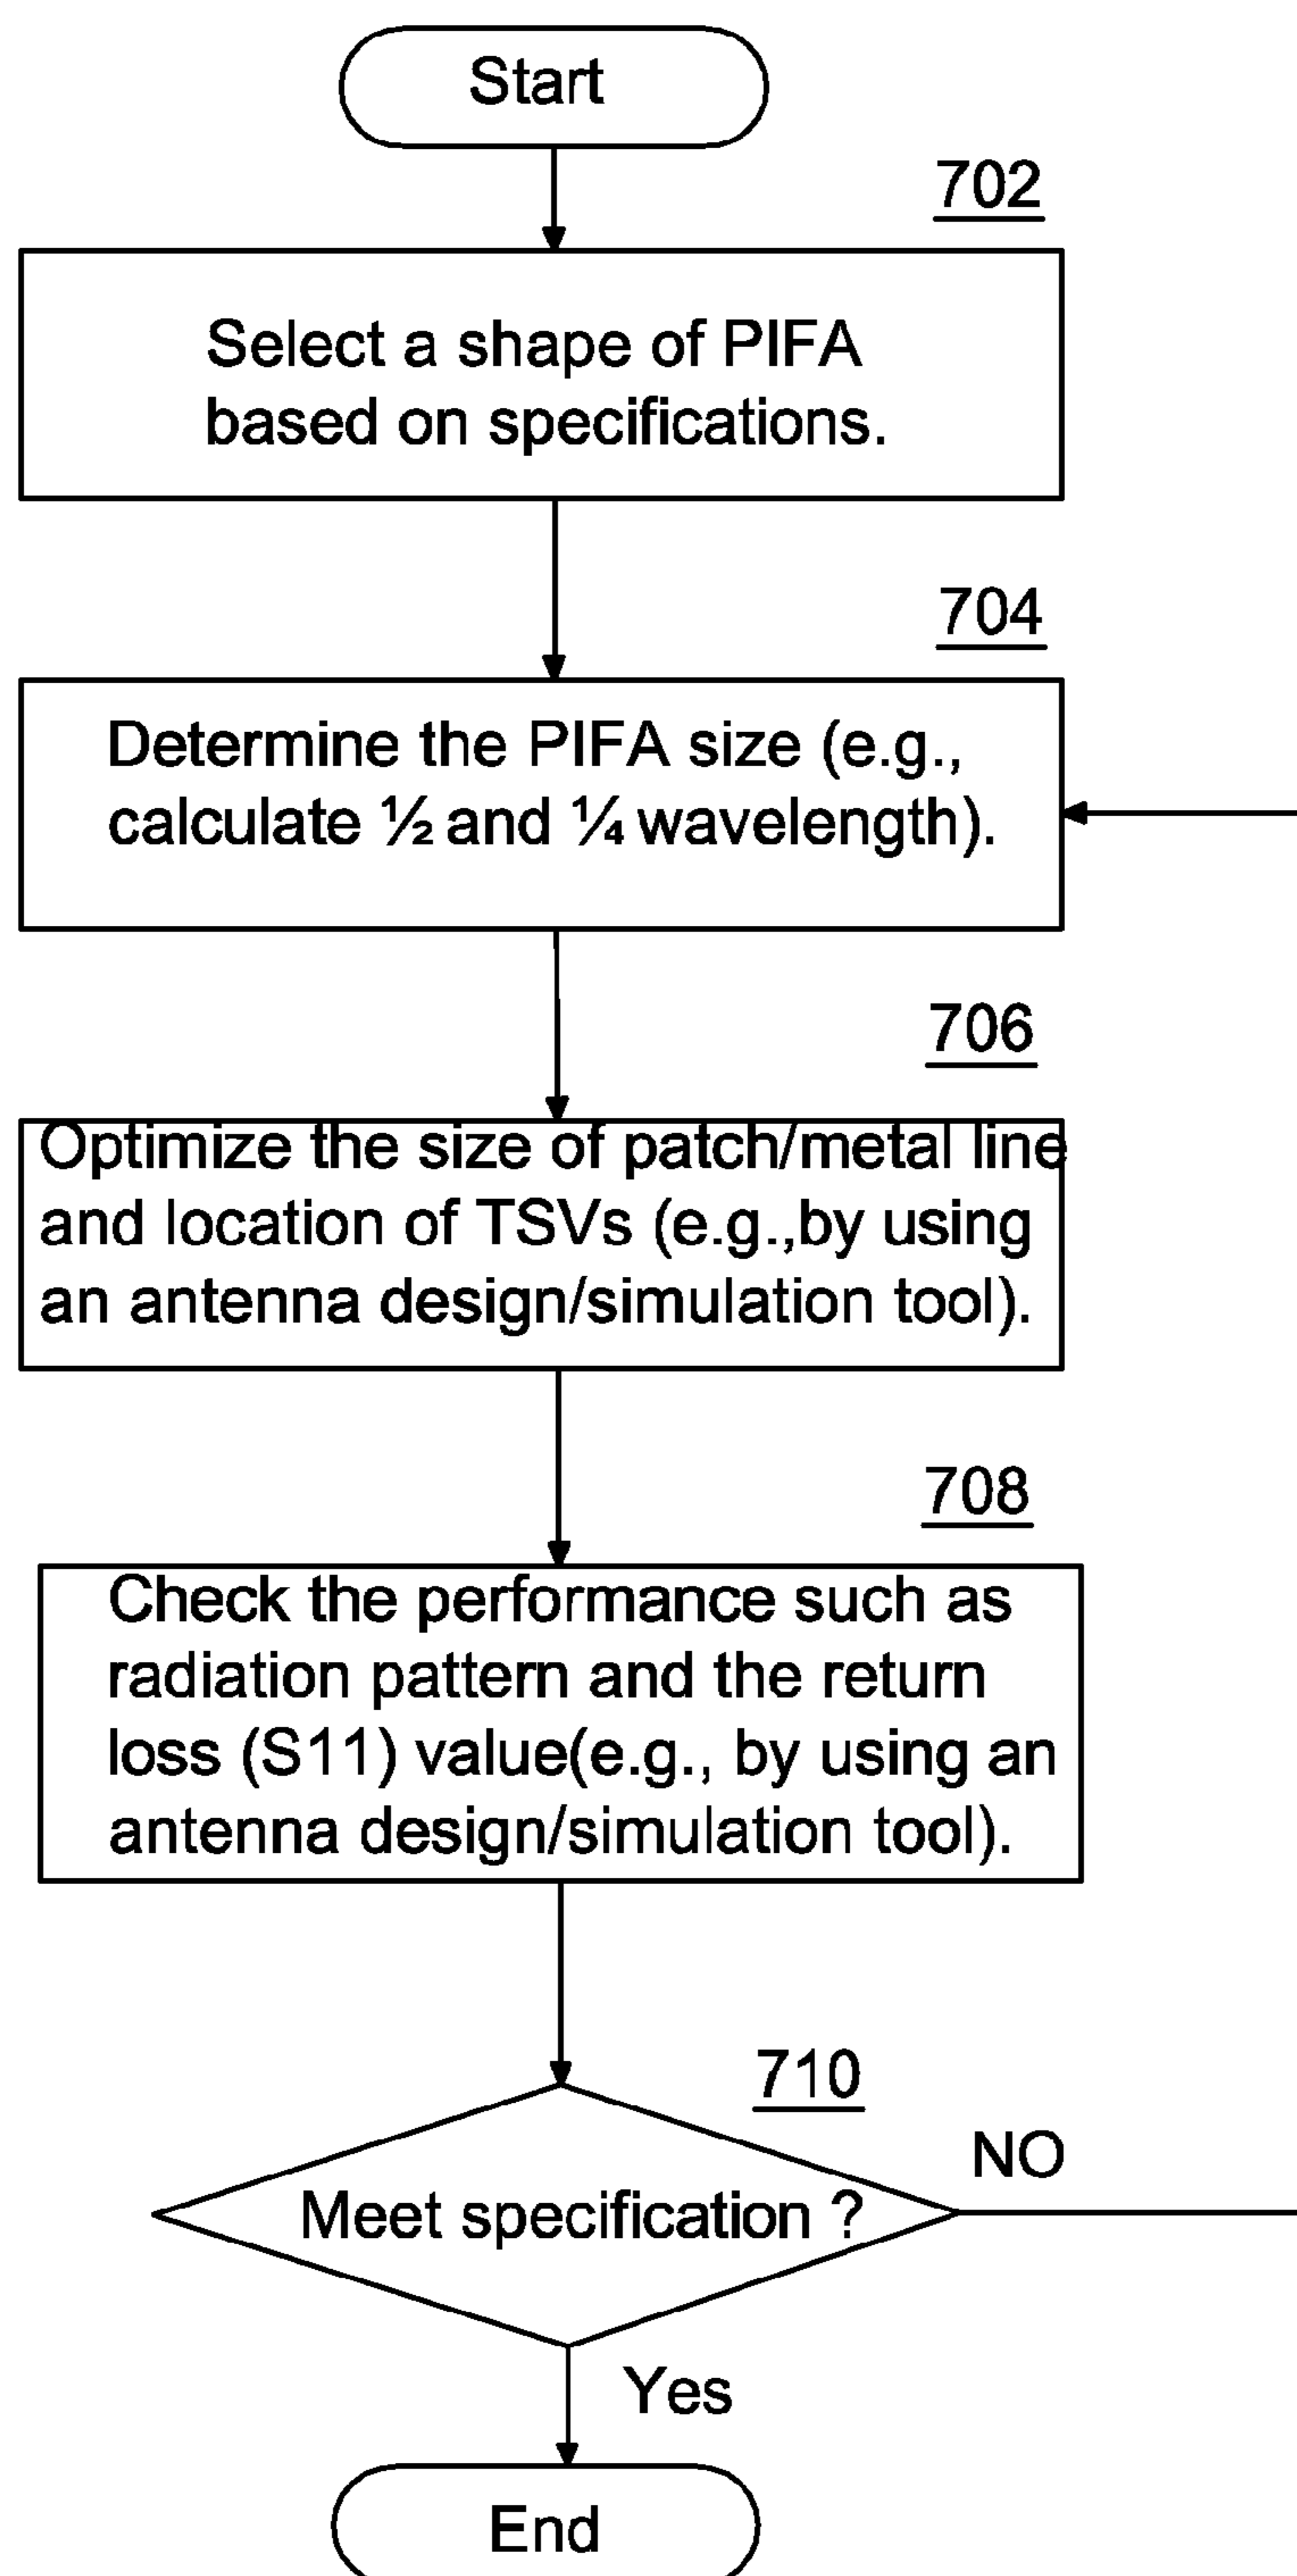 Start
702
Select a shape of PIFA
based on specifications.
704
Determine the PIFA size (e.g.,
calculate ½ and ¼ wavelength).
706
Optimize the size of patch/metal line
and location of TSVs (e.g.,by using
an antenna design/simulation tool).
708
Check the performance such as
radiation pattern and the return
loss (S11) value(e.g., by using an
antenna design/simulation tool).
710
NO
Meet specification ?
Yes
End